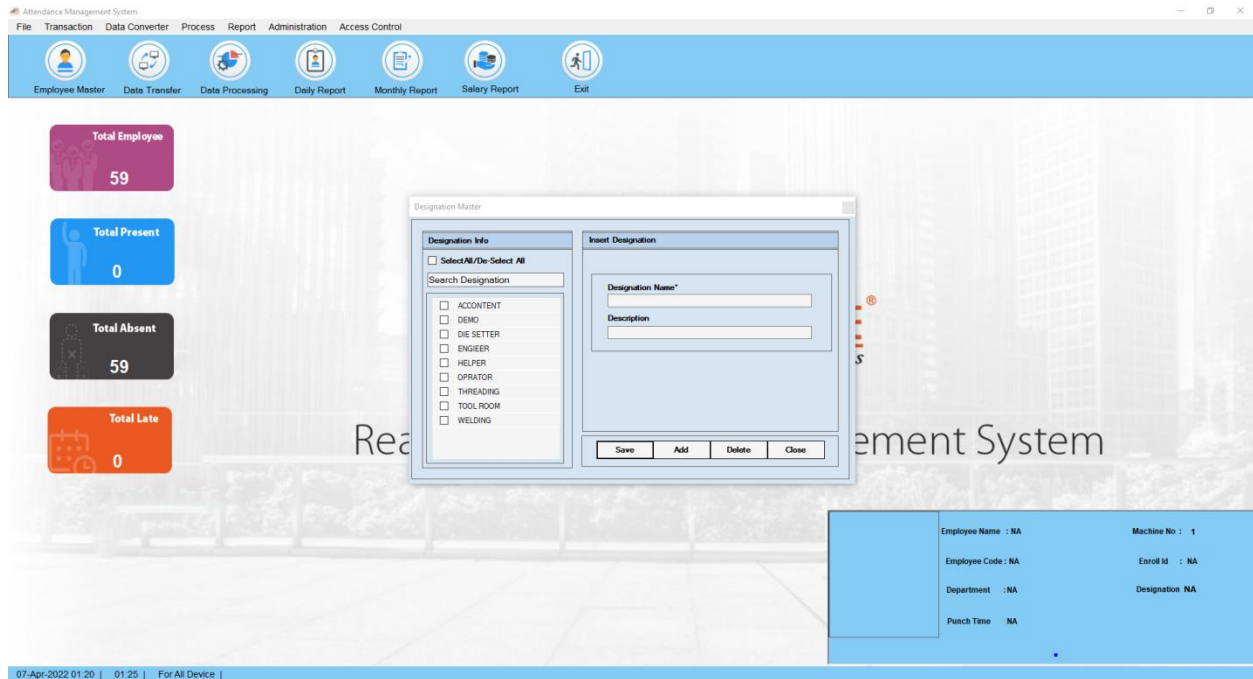 Attendance Management System
File Transaction Data Converter Process Report Administration Access Control
Employee Master Data Transfer Data Processing Daily Report Monthly Report Salary Report Exit
Total Employee
59
Total Present
0
Total Absent
59
Total Late
0
Designation Master
Designation Info
SelectAll/De-Select All
Search Designation
ACCONTENT
DEMO
DIE SETTER
ENGIEER
HELPER
OPRATOR
THREADING
TOOL ROOM
WELDING
Insert Designation
Designation Name*
Description
Save Add Delete Close
®
E
s
Rea
ement System
Employee Name : NA Machine No : 1
Employee Code : NA Enroll Id : NA
Department :NA Designation NA
Punch Time NA
07-Apr-2022 01:20 | 01:25 | For All Device |